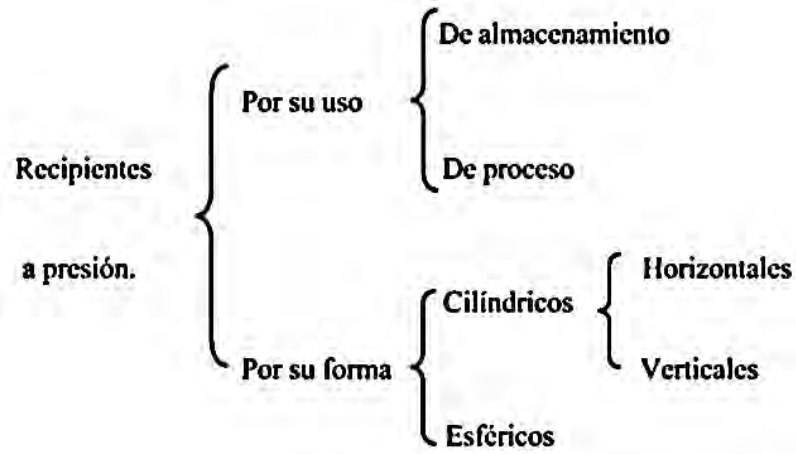 De almacenamiento
Por su uso
De proceso
Recipientes
a presión.
Horizontales
Cilíndricos
Verticales
Por su forma
Esféricos